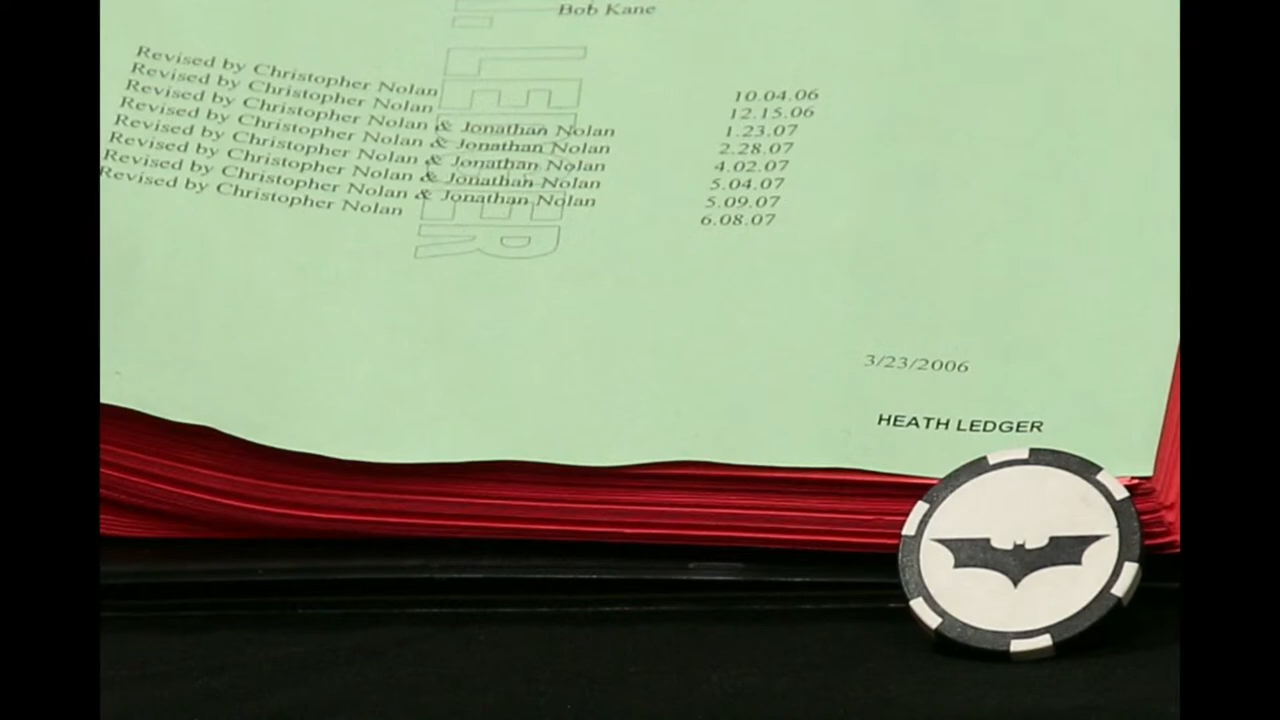 Bob Kane
Revised by Christopher Nolan 10.04.06
Revised by Christopher Nolan 12.15.06
Revised by Christopher Nolan & Jonathan Nolan 1.23.07
Revised by Christopher Nolan & Jonathan Nolan 2.28.07
Revised by Christopher Nolan & Jonathan Nolan 4.02.07
Revised by Christopher Nolan & Jonathan Nolan 5.04.07
Revised by Christopher Nolan & Jonathan Nolan 5.09.07
Revised by Christopher Nolan 6.08.07
3/23/2006
HEATH LEDGER